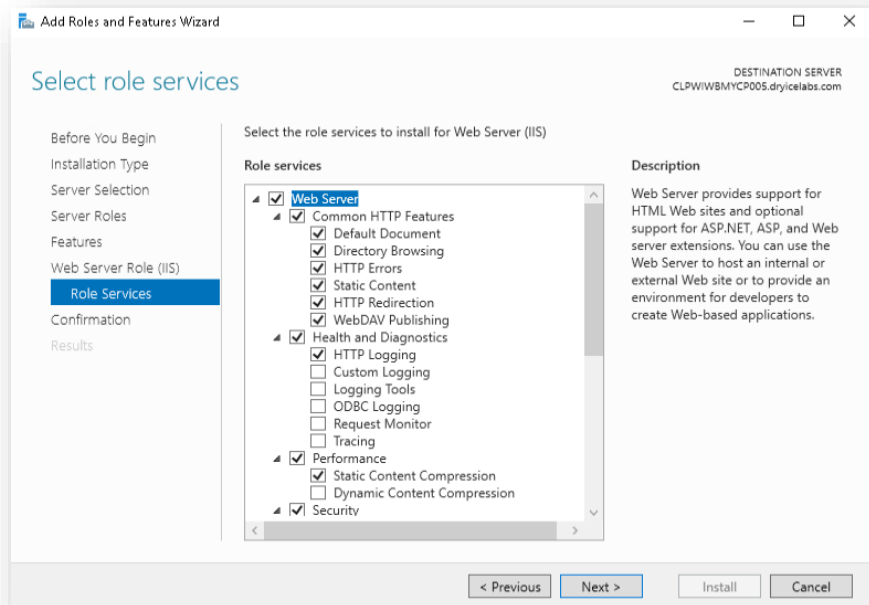 Add Roles and Features Wizard
Select role services
DESTINATION SERVER
CLPWIWBMYCP005.dryicelabs.com
Before You Begin
Installation Type
Server Selection
Server Roles
Features
Web Server Role (IIS)
Role Services
Confirmation
Results
Select the role services to install for Web Server (IIS)
Role services
Web Server
Common HTTP Features
Default Document
Directory Browsing
HTTP Errors
Static Content
HTTP Redirection
WebDAV Publishing
Health and Diagnostics
HTTP Logging
Custom Logging
Logging Tools
ODBC Logging
Request Monitor
Tracing
Performance
Static Content Compression
Dynamic Content Compression
Security
Description
Web Server provides support for
HTML Web sites and optional
support for ASP.NET, ASP, and Web
server extensions. You can use the
Web Server to host an internal or
external Web site or to provide an
environment for developers to
create Web-based applications.
< Previous
Next >
Install
Cancel